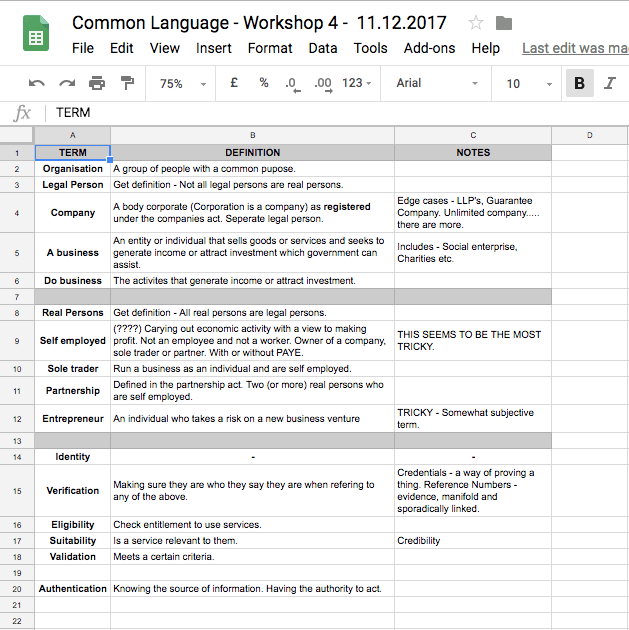 Common Language - Workshop 4 - 11.12.2017
File Edit View Insert Format Data Tools Add-ons Help Last edit was ma
75% £ % .0 .00 123 Arial 10 B I
fx TERM
A B C D
1 TERM DEFINITION NOTES
2 Organisation A group of people with a common pupose.
3 Legal Person Get definition - Not all legal persons are real persons.
4 Company A body corporate (Corporation is a company) as registered
under the companies act. Seperate legal person.
Edge cases - LLP's, Guarantee
Company. Unlimited company.....
there are more.
5 A business An entity or individual that sells goods or services and seeks to
generate income or attract investment which government can
assist.
Includes - Social enterprise,
Charities etc.
6 Do business The activites that generate income or attract investment.
7
8 Real Persons Get definition - All real persons are legal persons.
9 Self employed (????) Carying out economic activity with a view to making
profit. Not an employee and not a worker. Owner of a company,
sole trader or partner. With or without PAYE.
THIS SEEMS TO BE THE MOST
TRICKY.
10 Sole trader Run a business as an individual and are self employed.
11 Partnership Defined in the partnership act. Two (or more) real persons who
are self employed.
12 Entrepreneur An individual who takes a risk on a new business venture
TRICKY - Somewhat subjective
term.
13
14 Identity - -
15 Verification Making sure they are who they say they are when refering to
any of the above.
Credentials - a way of proving a
thing. Reference Numbers -
evidence, manifold and
sporadically linked.
16 Eligibility Check entitlement to use services.
17 Suitability Is a service relevant to them. Credibility
18 Validation Meets a certain criteria.
19
20 Authentication Knowing the source of information. Having the authority to act.
21
22